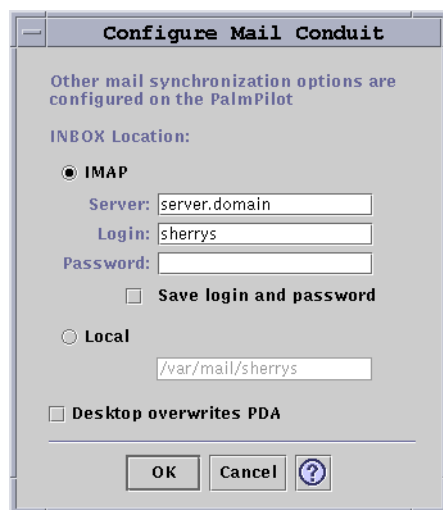 Configure Mail Conduit
Other mail synchronization options are
configured on the PalmPilot
INBOX Location:
IMAP
Server: server.domain
Login: sherrys
Password:
Save login and password
Local
/var/mail/sherrys
Desktop overwrites PDA
OK Cancel ?